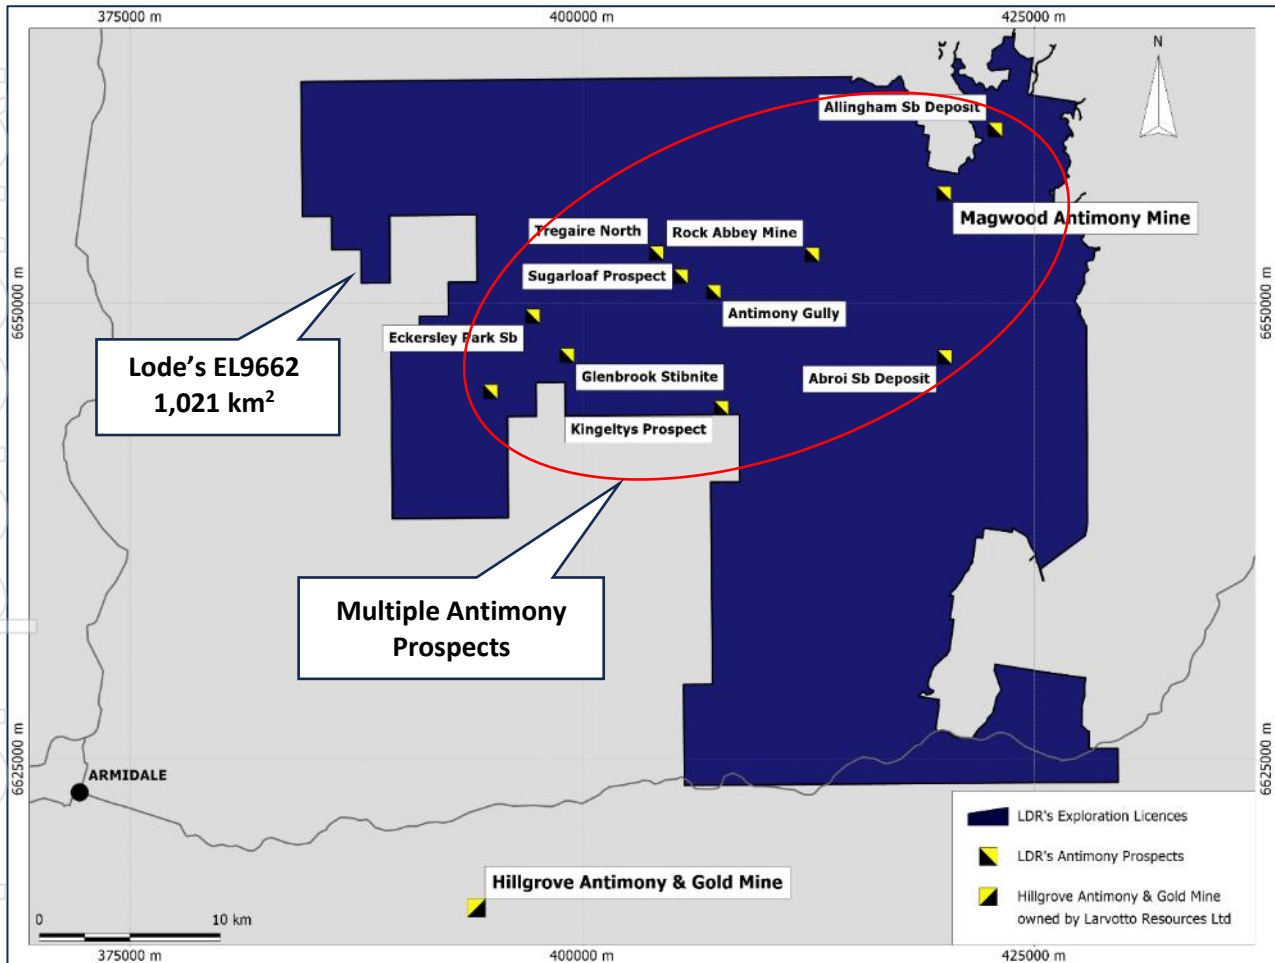 375000 m
400000 m
425000 m
N
Allingham Sb Deposit
Magwood Antimony Mine
Tregaire North
Rock Abbey Mine
Sugarloaf Prospect
Antimony Gully
6650000 m
6650000 m
Eckersley Park Sb
Lode’s EL9662
1,021 km²
Glenbrook Stibnite
Abroi Sb Deposit
Kingeltys Prospect
Multiple Antimony
Prospects
6625000 m
6625000 m
ARMIDALE
LDR's Exploration Licences
LDR's Antimony Prospects
Hillgrove Antimony & Gold Mine
Hillgrove Antimony & Gold Mine
owned by Larvotto Resources Ltd
0
10 km
375000 m
400000 m
425000 m